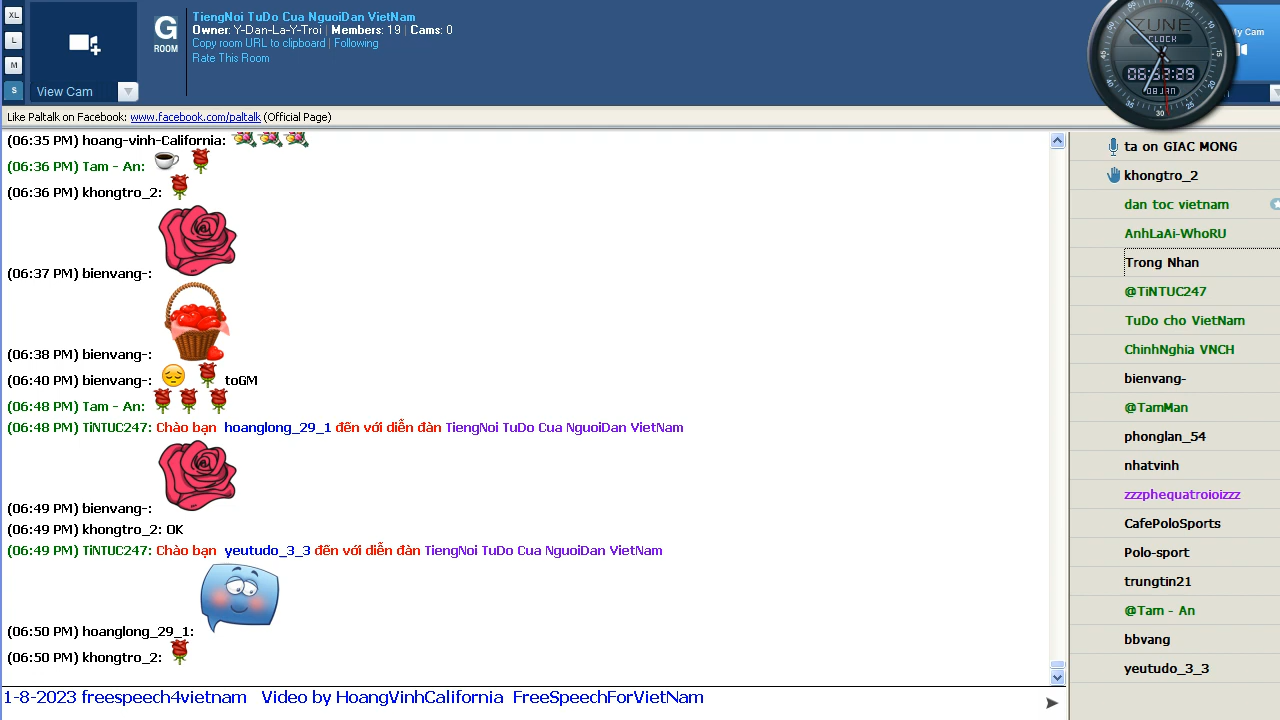 XL
L
M
S
View Cam
G
ROOM
TiengNoi TuDo Cua NguoiDan VietNam
Owner: Y-Dan-La-Y-Troi | Members: 19 | Cams: 0
Copy room URL to clipboard | Following
Rate This Room
ZUNE
CLOCK
08 JAN
My Cam
Like Paltalk on Facebook: www.facebook.com/paltalk (Official Page)
(06:35 PM) hoang-vinh-California:
(06:36 PM) Tam - An:
(06:36 PM) khongtro_2:
(06:37 PM) bienvang-:
(06:38 PM) bienvang-:
(06:40 PM) bienvang-: toGM
(06:48 PM) Tam - An:
(06:48 PM) TiNTUC247: Chào bạn hoanglong_29_1 đến với diễn đàn TiengNoi TuDo Cua NguoiDan VietNam
(06:49 PM) bienvang-:
(06:49 PM) khongtro_2: OK
(06:49 PM) TiNTUC247: Chào bạn yeutudo_3_3 đến với diễn đàn TiengNoi TuDo Cua NguoiDan VietNam
(06:50 PM) hoanglong_29_1:
(06:50 PM) khongtro_2:
1-8-2023 freespeech4vietnam Video by HoangVinhCalifornia FreeSpeechForVietNam
ta on GIAC MONG
khongtro_2
dan toc vietnam
AnhLaAi-WhoRU
Trong Nhan
@TiNTUC247
TuDo cho VietNam
ChinhNghia VNCH
bienvang-
@TamMan
phonglan_54
nhatvinh
zzzphequatroioizzz
CafePoloSports
Polo-sport
trungtin21
@Tam - An
bbvang
yeutudo_3_3